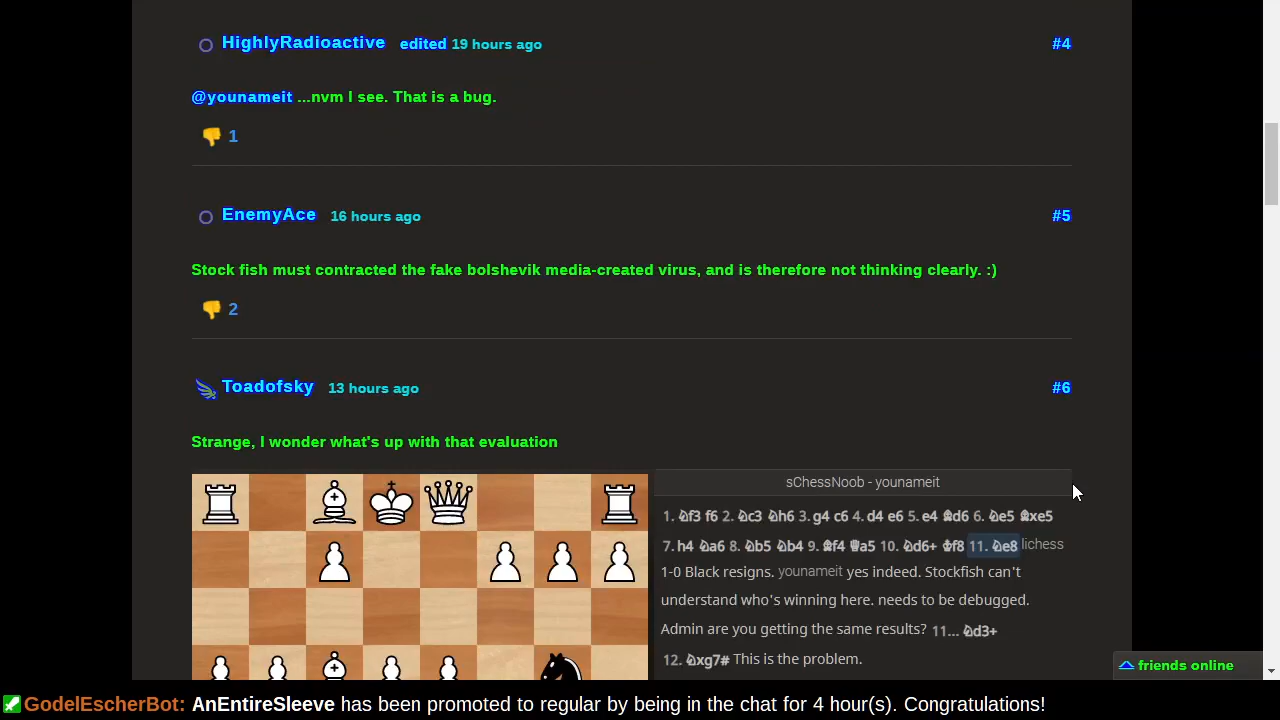 HighlyRadioactive edited 19 hours ago #4
@younameit ...nvm I see. That is a bug.
1
EnemyAce 16 hours ago #5
Stock fish must contracted the fake bolshevik media-created virus, and is therefore not thinking clearly. :)
2
Toadofsky 13 hours ago #6
Strange, I wonder what's up with that evaluation
sChessNoob - younameit
1. ♘f3 f6 2. ♘c3 ♘h6 3. g4 c6 4. d4 e6 5. e4 ♗d6 6. ♘e5 ♗xe5
7. h4 ♘a6 8. ♘b5 ♘b4 9. ♗f4 ♕a5 10. ♘d6+ ♔f8 11. ♘e8 lichess
1-0 Black resigns. younameit yes indeed. Stockfish can't
understand who's winning here. needs to be debugged.
Admin are you getting the same results? 11... ♘d3+
12. ♘xg7# This is the problem.
friends online
GodelEscherBot: AnEntireSleeve has been promoted to regular by being in the chat for 4 hour(s). Congratulations!